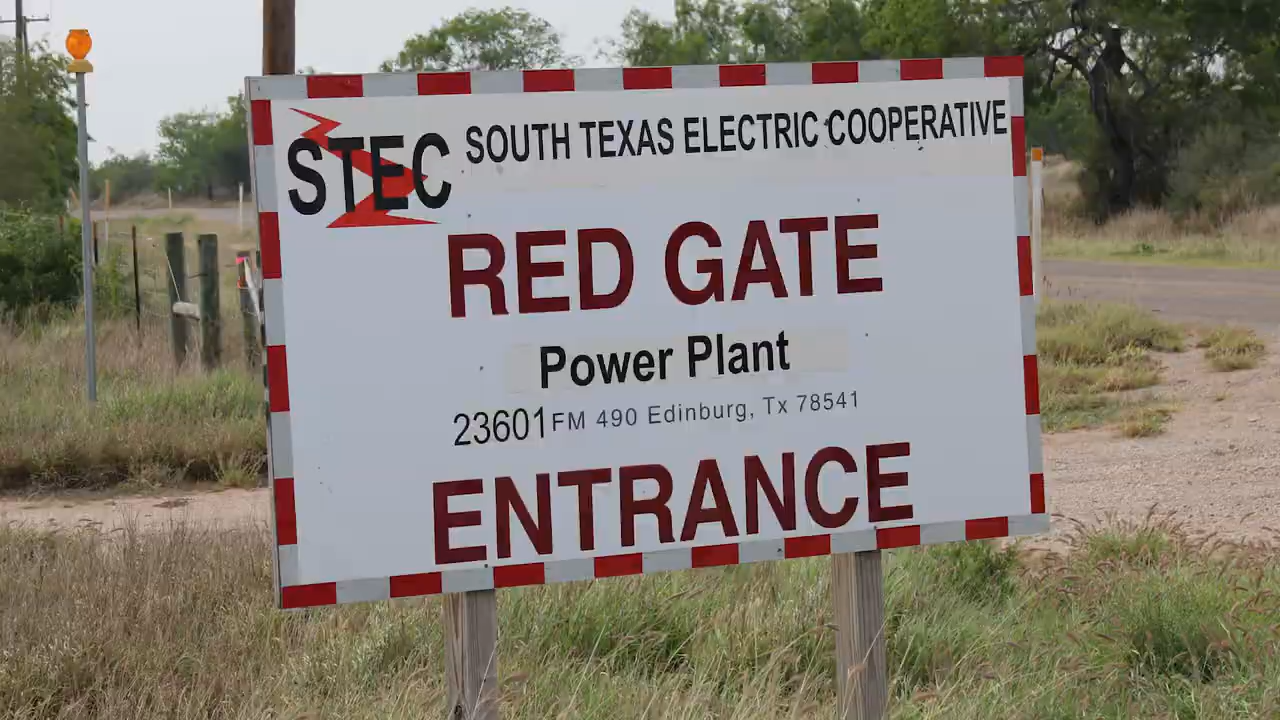 STEC SOUTH TEXAS ELECTRIC COOPERATIVE
RED GATE
Power Plant
23601 FM 490 Edinburg, Tx 78541
ENTRANCE